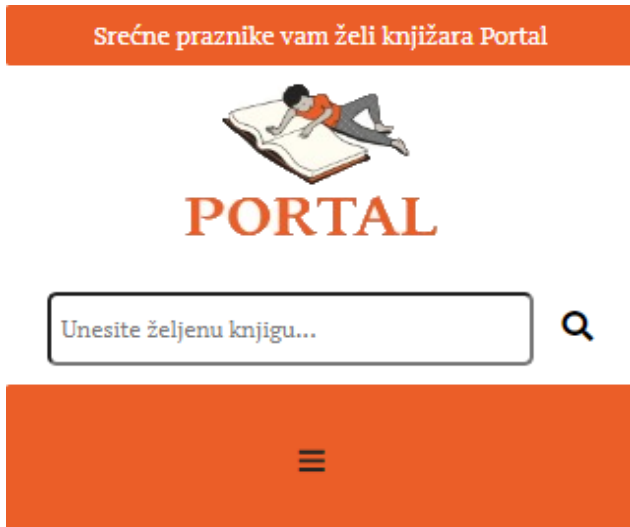 Srećne praznike vam želi knjižara Portal
PORTAL
Unesite željenu knjigu...